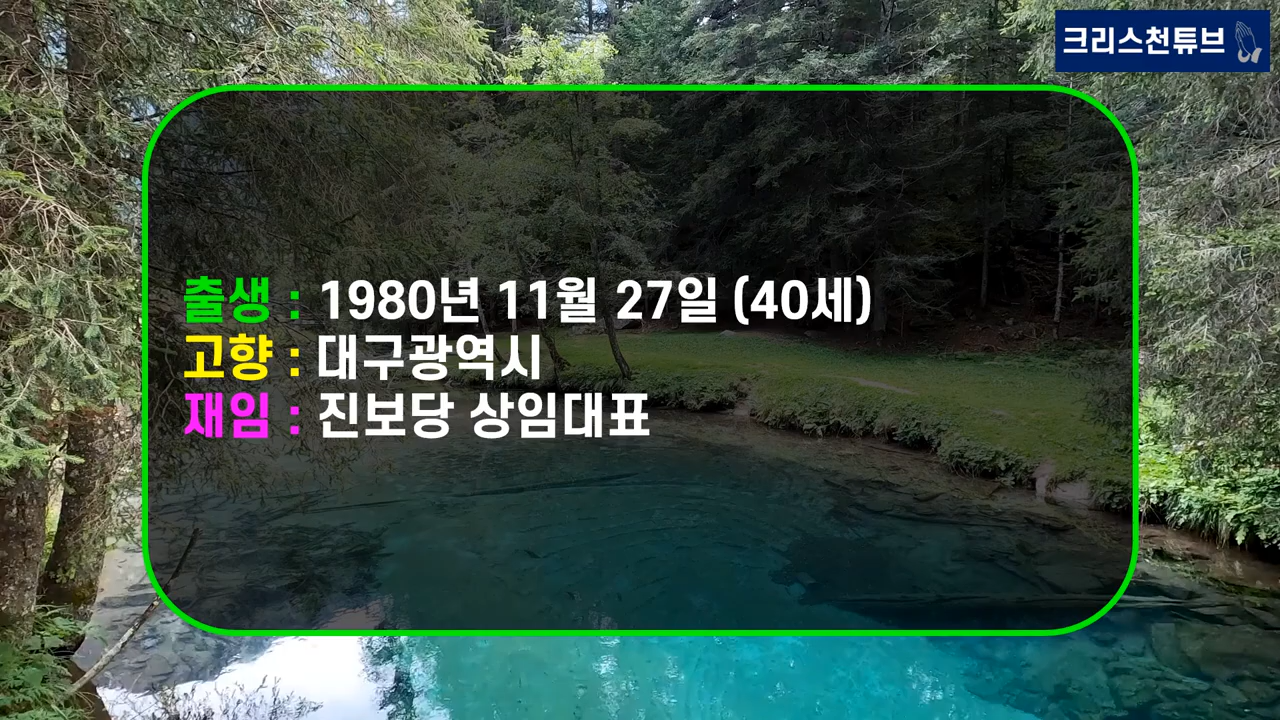 크리스천튜브
출생 : 1980년 11월 27일 (40세)
고향 : 대구광역시
재임 : 진보당 상임대표